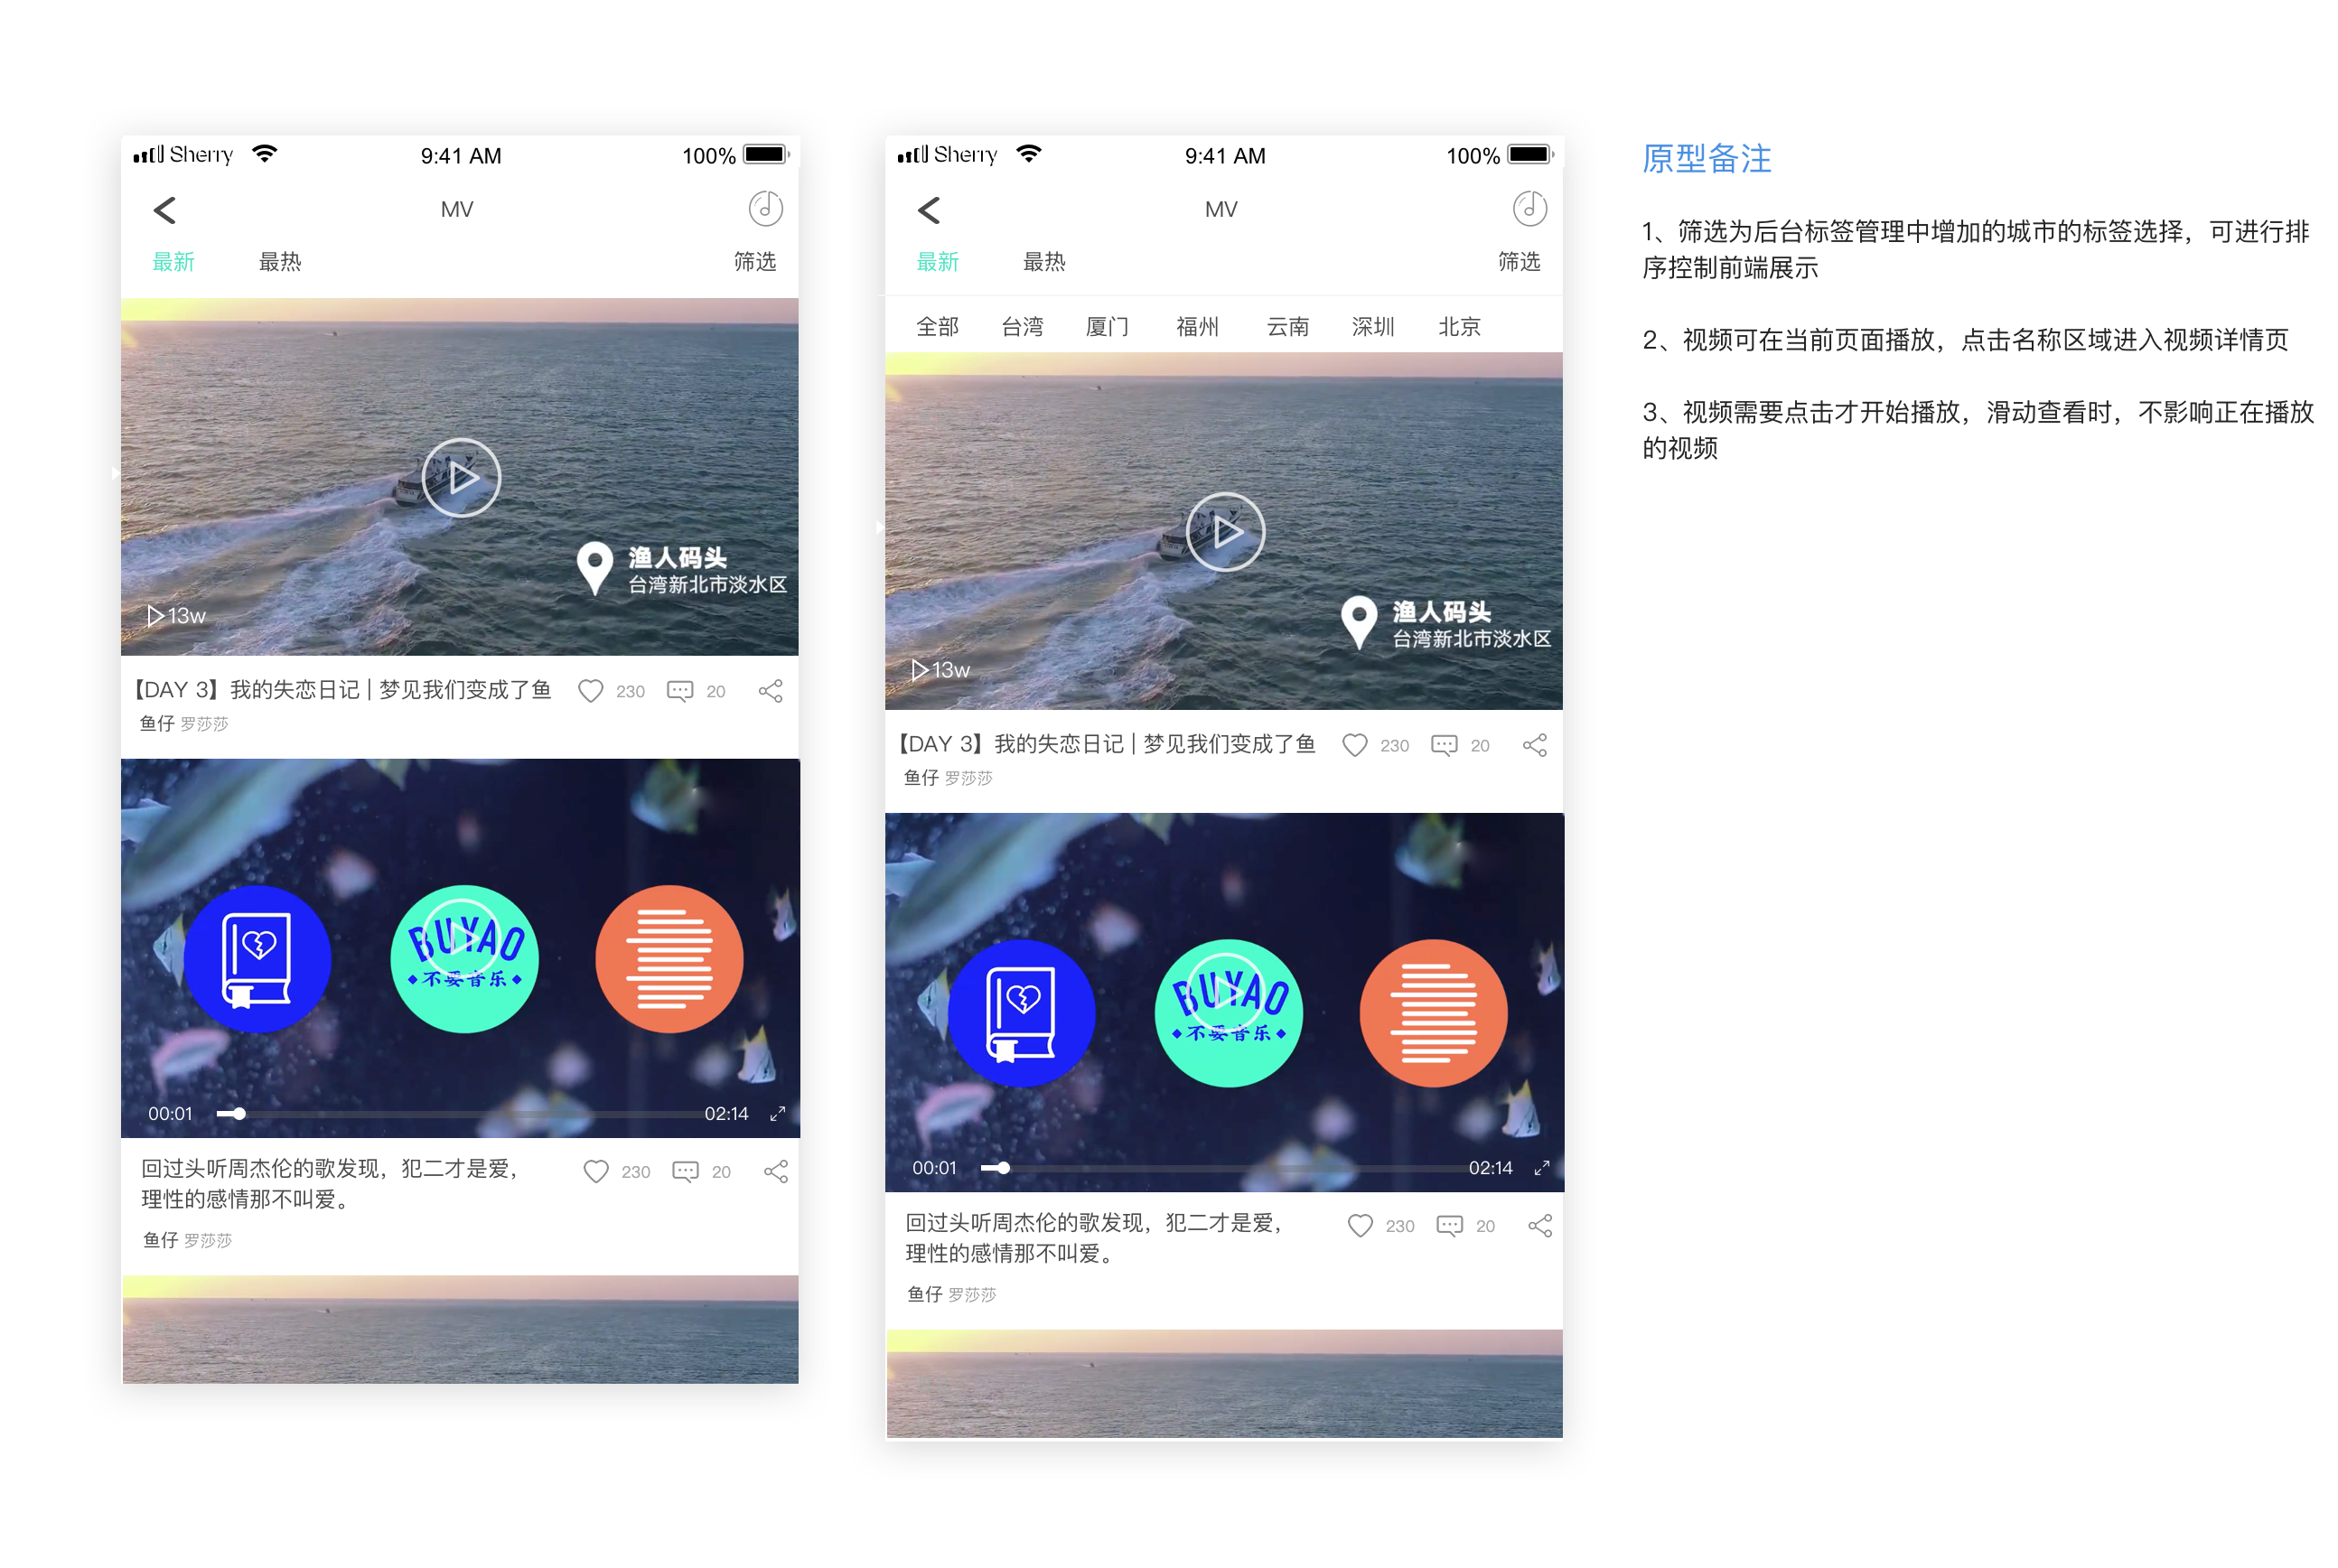 Sherry
9:41 AM
100%
MV
最新
最热
筛选
渔人码头
台湾新北市淡水区
13w
【DAY 3】我的失恋日记 | 梦见我们变成了鱼
230
20
鱼仔 罗莎莎
BUYAO
不要音乐
00:01
02:14
回过头听周杰伦的歌发现，犯二才是爱，
理性的感情那不叫爱。
230
20
鱼仔 罗莎莎
Sherry
9:41 AM
100%
MV
最新
最热
筛选
全部
台湾
厦门
福州
云南
深圳
北京
渔人码头
台湾新北市淡水区
13w
【DAY 3】我的失恋日记 | 梦见我们变成了鱼
230
20
鱼仔 罗莎莎
BUYAO
不要音乐
00:01
02:14
回过头听周杰伦的歌发现，犯二才是爱，
理性的感情那不叫爱。
230
20
鱼仔 罗莎莎
原型备注
1、筛选为后台标签管理中增加的城市的标签选择，可进行排
序控制前端展示
2、视频可在当前页面播放，点击名称区域进入视频详情页
3、视频需要点击才开始播放，滑动查看时，不影响正在播放
的视频